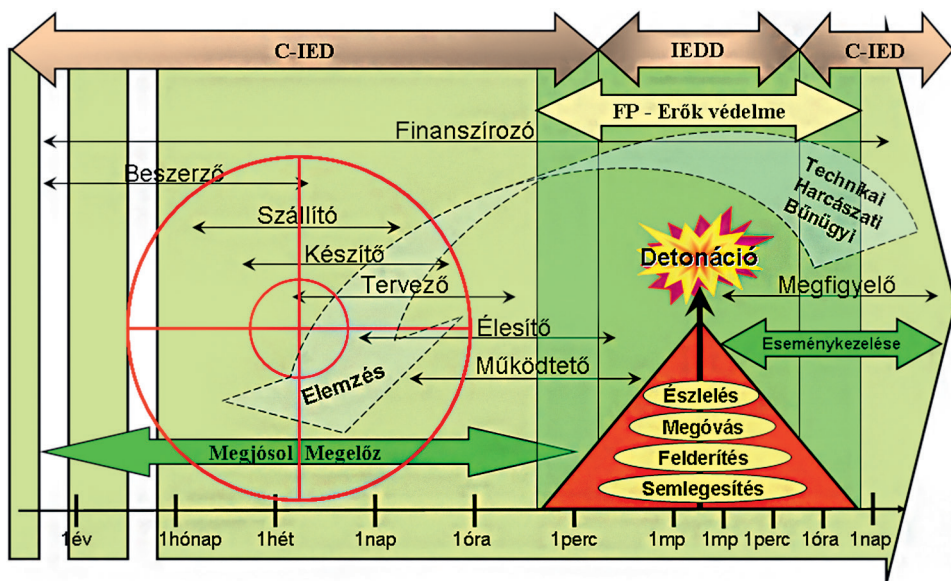 C-IED
IEDD
C-IED
FP - Erők védelme
Finanszírozó
Beszerző
Technikai
Harcászati
Bűnügyi
Szállító
Készítő
Detonáció
Tervező
Megfigyelő
Élesítő
Eseménykezelése
Működtető
Elemzés
Észlelés
Megóvás
Megjósol Megelőz
Felderítés
Semlegesítés
1év 1hónap 1hét 1nap 1óra 1perc 1mp 1mp 1perc 1óra 1nap